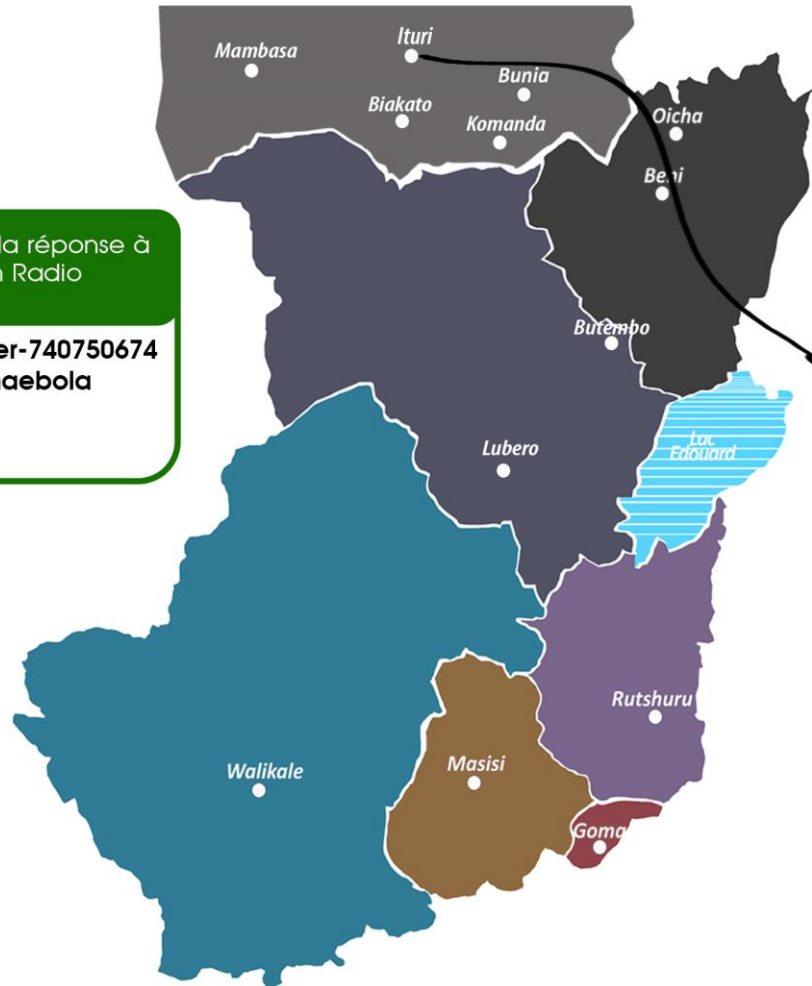 Ituri
Mambasa
Bunia
Biakato
Komanda
Oicha
Beni
la réponse à
Radio
er-740750674
aebola
Butembo
Lac
Edouard
Lubero
Rutshuru
Masisi
Walikale
Goma